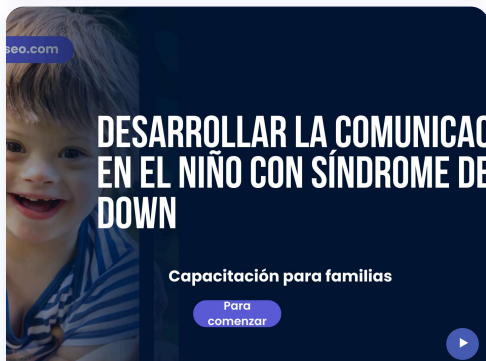 seo.com
DESARROLLAR LA COMUNICAC
EN EL NIÑO CON SÍNDROME DE
DOWN
Capacitación para familias
Para
comenzar